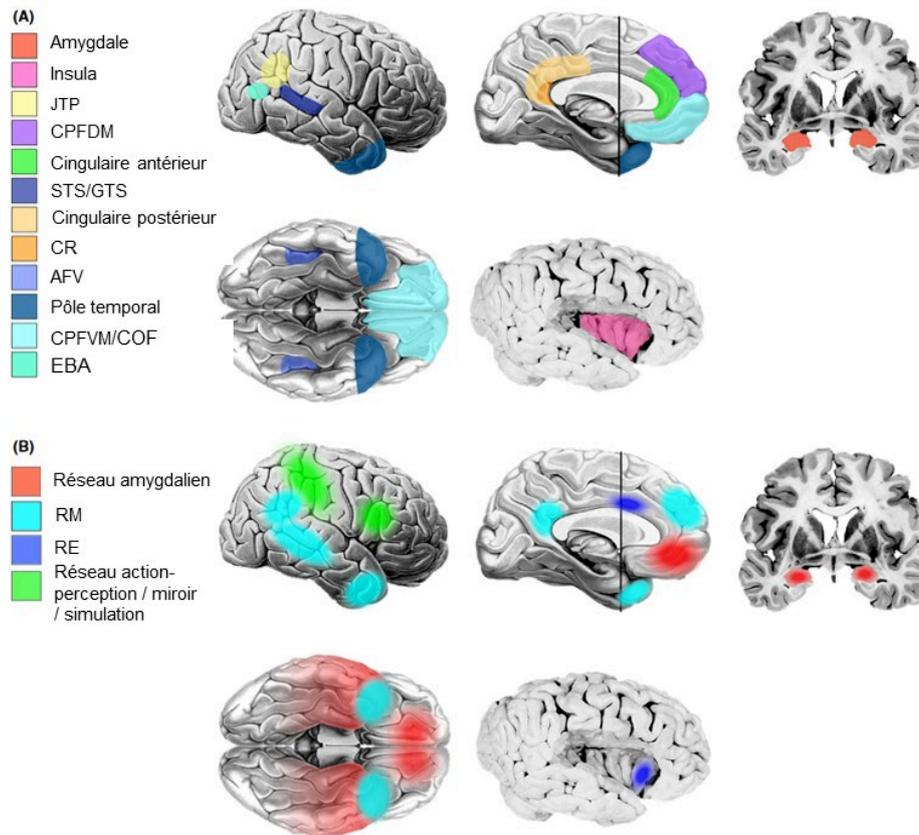 (A)
Amygdale
Insula
JTP
CPFDM
Cingulaire antérieur
STS/GTS
Cingulaire postérieur
CR
AFV
Pôle temporal
CPFVM/COF
EBA
(B)
Réseau amygdalien
RM
RE
Réseau action-
perception / miroir
/ simulation